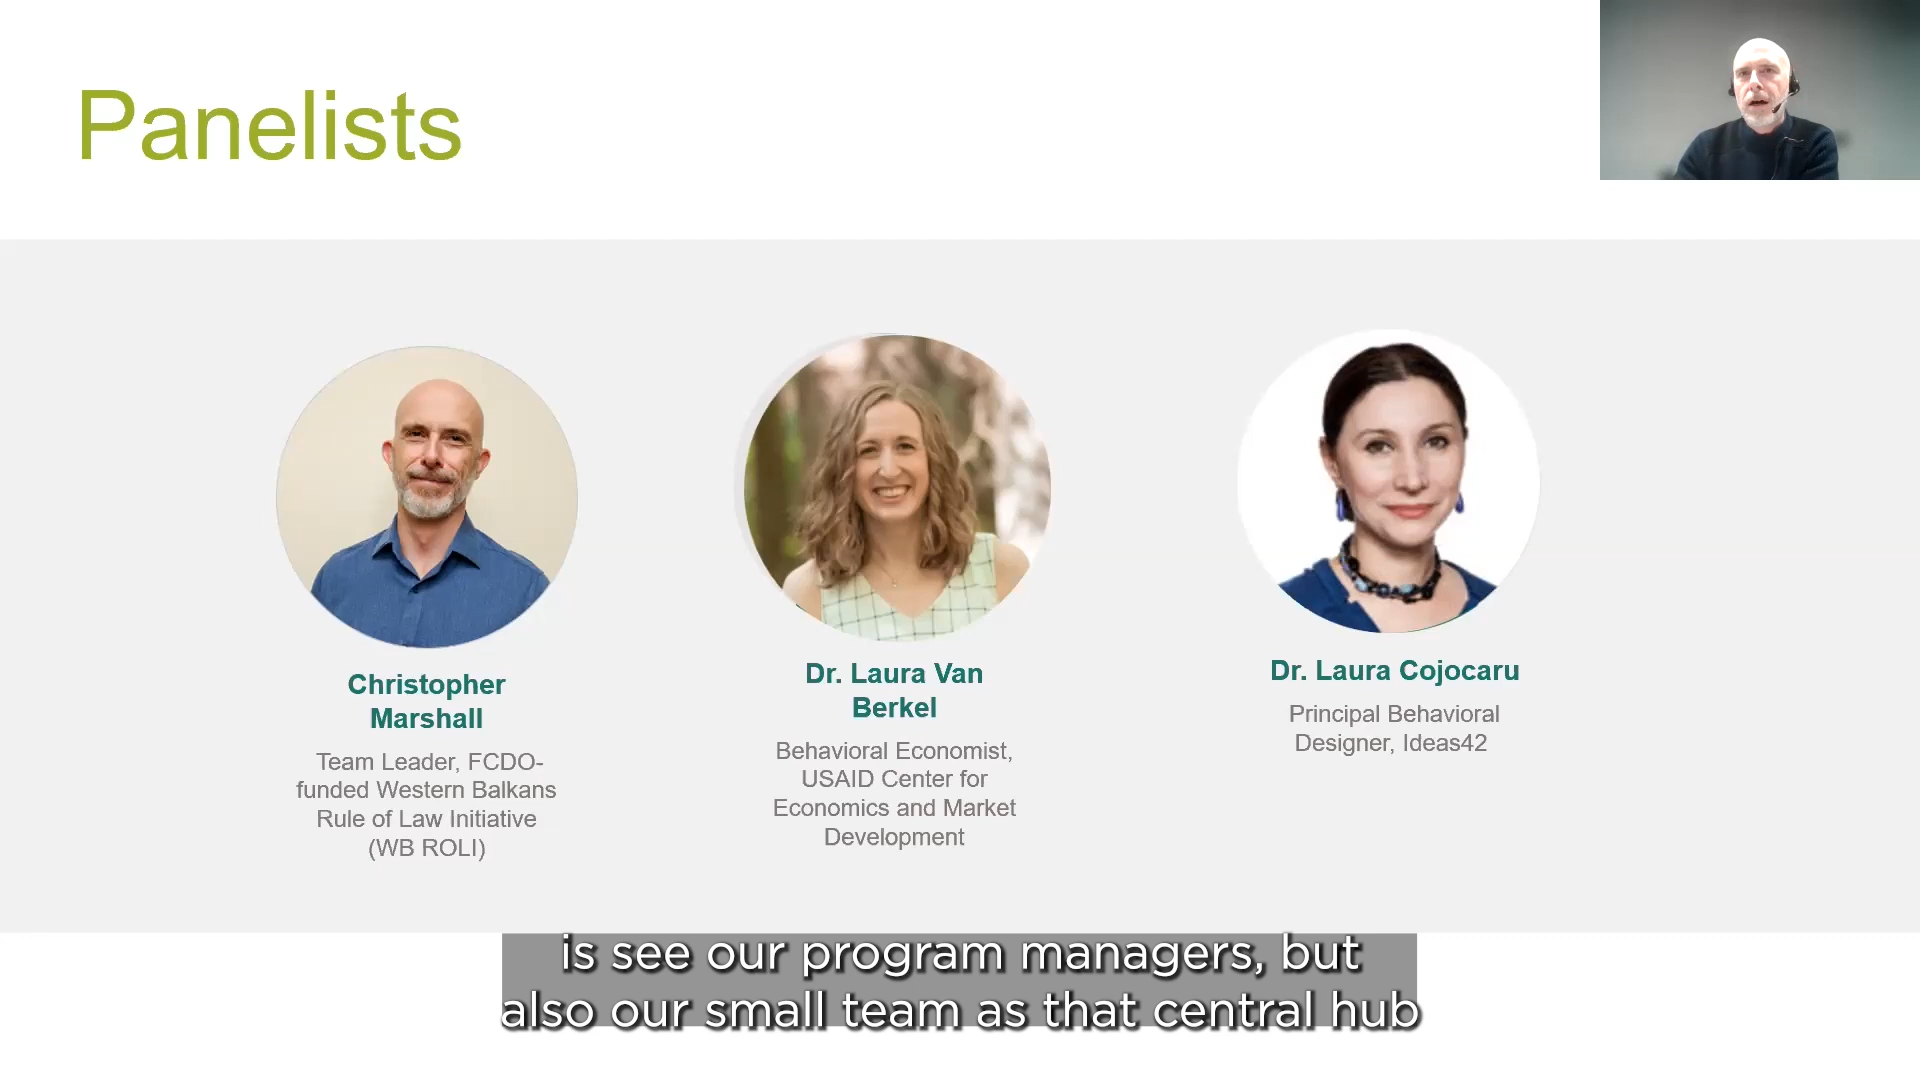 Panelists
Christopher
Marshall
Team Leader, FCDO-
funded Western Balkans
Rule of Law Initiative
(WB ROLI)
Dr. Laura Van
Berkel
Behavioral Economist,
USAID Center for
Economics and Market
Development
Dr. Laura Cojocaru
Principal Behavioral
Designer, Ideas42
is see our program managers, but
also our small team as that central hub